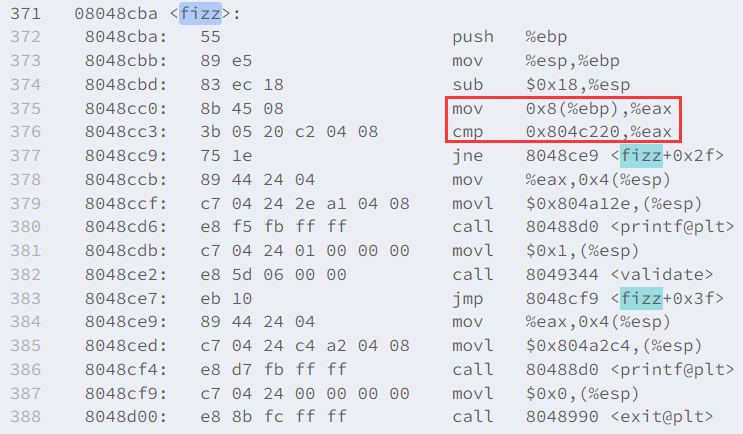 371 08048cba <fizz>:
372 8048cba: 55 push %ebp
373 8048cbb: 89 e5 mov %esp,%ebp
374 8048cbd: 83 ec 18 sub $0x18,%esp
375 8048cc0: 8b 45 08 mov 0x8(%ebp),%eax
376 8048cc3: 3b 05 20 c2 04 08 cmp 0x804c220,%eax
377 8048cc9: 75 1e jne 8048ce9 <fizz+0x2f>
378 8048ccb: 89 44 24 04 mov %eax,0x4(%esp)
379 8048ccf: c7 04 24 2e a1 04 08 movl $0x804a12e,(%esp)
380 8048cd6: e8 f5 fb ff ff call 80488d0 <printf@plt>
381 8048cdb: c7 04 24 01 00 00 00 movl $0x1,(%esp)
382 8048ce2: e8 5d 06 00 00 call 8049344 <validate>
383 8048ce7: eb 10 jmp 8048cf9 <fizz+0x3f>
384 8048ce9: 89 44 24 04 mov %eax,0x4(%esp)
385 8048ced: c7 04 24 c4 a2 04 08 movl $0x804a2c4,(%esp)
386 8048cf4: e8 d7 fb ff ff call 80488d0 <printf@plt>
387 8048cf9: c7 04 24 00 00 00 00 movl $0x0,(%esp)
388 8048d00: e8 8b fc ff ff call 8048990 <exit@plt>